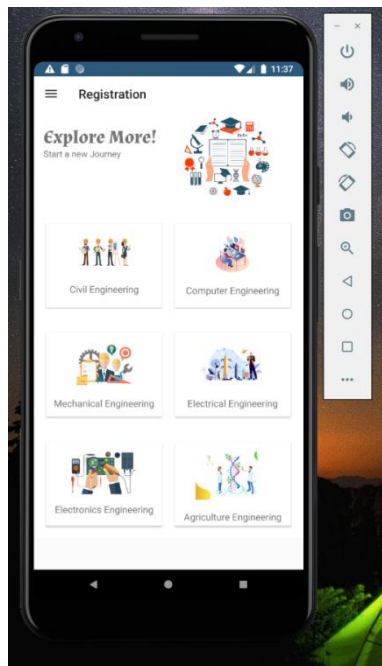 11:37
Registration
Explore More!
Start a new Journey
Civil Engineering
Computer Engineering
Mechanical Engineering
Electrical Engineering
Electronics Engineering
Agriculture Engineering